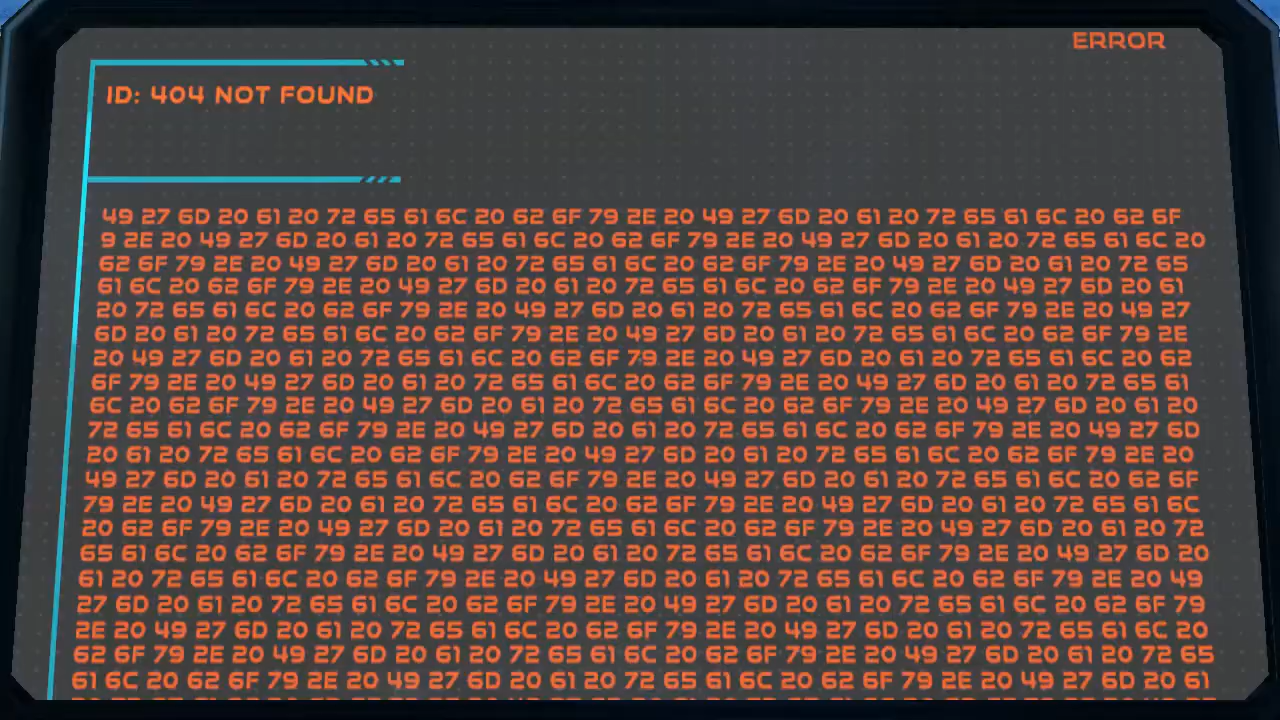 ERROR
ID: 404 NOT FOUND
49 27 6D 20 61 20 72 65 61 6C 20 62 6F 79 2E 20 49 27 6D 20 61 20 72 65 61 6C 20 62 6F
9 2E 20 49 27 6D 20 61 20 72 65 61 6C 20 62 6F 79 2E 20 49 27 6D 20 61 20 72 65 61 6C 20
62 6F 79 2E 20 49 27 6D 20 61 20 72 65 61 6C 20 62 6F 79 2E 20 49 27 6D 20 61 20 72 65
61 6C 20 62 6F 79 2E 20 49 27 6D 20 61 20 72 65 61 6C 20 62 6F 79 2E 20 49 27 6D 20 61
20 72 65 61 6C 20 62 6F 79 2E 20 49 27 6D 20 61 20 72 65 61 6C 20 62 6F 79 2E 20 49 27
6D 20 61 20 72 65 61 6C 20 62 6F 79 2E 20 49 27 6D 20 61 20 72 65 61 6C 20 62 6F 79 2E
20 49 27 6D 20 61 20 72 65 61 6C 20 62 6F 79 2E 20 49 27 6D 20 61 20 72 65 61 6C 20 62
6F 79 2E 20 49 27 6D 20 61 20 72 65 61 6C 20 62 6F 79 2E 20 49 27 6D 20 61 20 72 65 61
6C 20 62 6F 79 2E 20 49 27 6D 20 61 20 72 65 61 6C 20 62 6F 79 2E 20 49 27 6D 20 61 20
72 65 61 6C 20 62 6F 79 2E 20 49 27 6D 20 61 20 72 65 61 6C 20 62 6F 79 2E 20 49 27 6D
20 61 20 72 65 61 6C 20 62 6F 79 2E 20 49 27 6D 20 61 20 72 65 61 6C 20 62 6F 79 2E 20
49 27 6D 20 61 20 72 65 61 6C 20 62 6F 79 2E 20 49 27 6D 20 61 20 72 65 61 6C 20 62 6F
79 2E 20 49 27 6D 20 61 20 72 65 61 6C 20 62 6F 79 2E 20 49 27 6D 20 61 20 72 65 61 6C
20 62 6F 79 2E 20 49 27 6D 20 61 20 72 65 61 6C 20 62 6F 79 2E 20 49 27 6D 20 61 20 72
65 61 6C 20 62 6F 79 2E 20 49 27 6D 20 61 20 72 65 61 6C 20 62 6F 79 2E 20 49 27 6D 20
61 20 72 65 61 6C 20 62 6F 79 2E 20 49 27 6D 20 61 20 72 65 61 6C 20 62 6F 79 2E 20 49
27 6D 20 61 20 72 65 61 6C 20 62 6F 79 2E 20 49 27 6D 20 61 20 72 65 61 6C 20 62 6F 79
2E 20 49 27 6D 20 61 20 72 65 61 6C 20 62 6F 79 2E 20 49 27 6D 20 61 20 72 65 61 6C 20
62 6F 79 2E 20 49 27 6D 20 61 20 72 65 61 6C 20 62 6F 79 2E 20 49 27 6D 20 61 20 72 65
61 6C 20 62 6F 79 2E 20 49 27 6D 20 61 20 72 65 61 6C 20 62 6F 79 2E 20 49 27 6D 20 61